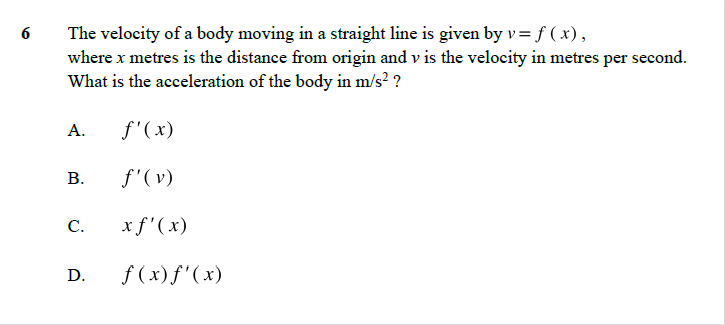 6 The velocity of a body moving in a straight line is given by v = f ( x ) ,
where x metres is the distance from origin and v is the velocity in metres per second.
What is the acceleration of the body in m/s² ?
A. f ' ( x )
B. f ' ( v )
C. x f ' ( x )
D. f ( x ) f ' ( x )